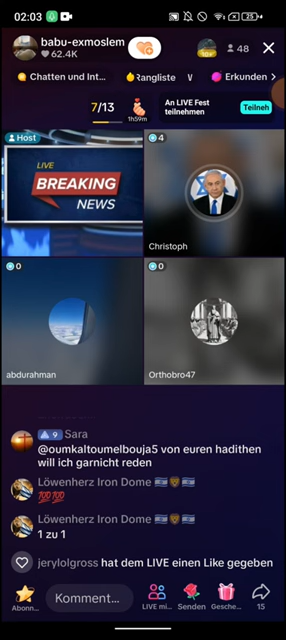 02:03
25
babu-exmoslem
62.4K
48
Chatten und Int...
Rangliste
Erkunden
7/13
1h59m
An LIVE Fest
teilnehmen
Teilneh
Host
LIVE
BREAKING
NEWS
4
Christoph
0
abdurahman
0
Orthobro47
9 Sara
@oumkaltoumelbouja5 von euren hadithen
will ich garnicht reden
Löwenherz Iron Dome 🇮🇱🦁🇮🇱
💯💯
Löwenherz Iron Dome 🇮🇱🦁🇮🇱
1 zu 1
jerylolgross hat dem LIVE einen Like gegeben
Kommente...
Abonn...
LIVE mi...
Senden
Gesche...
15